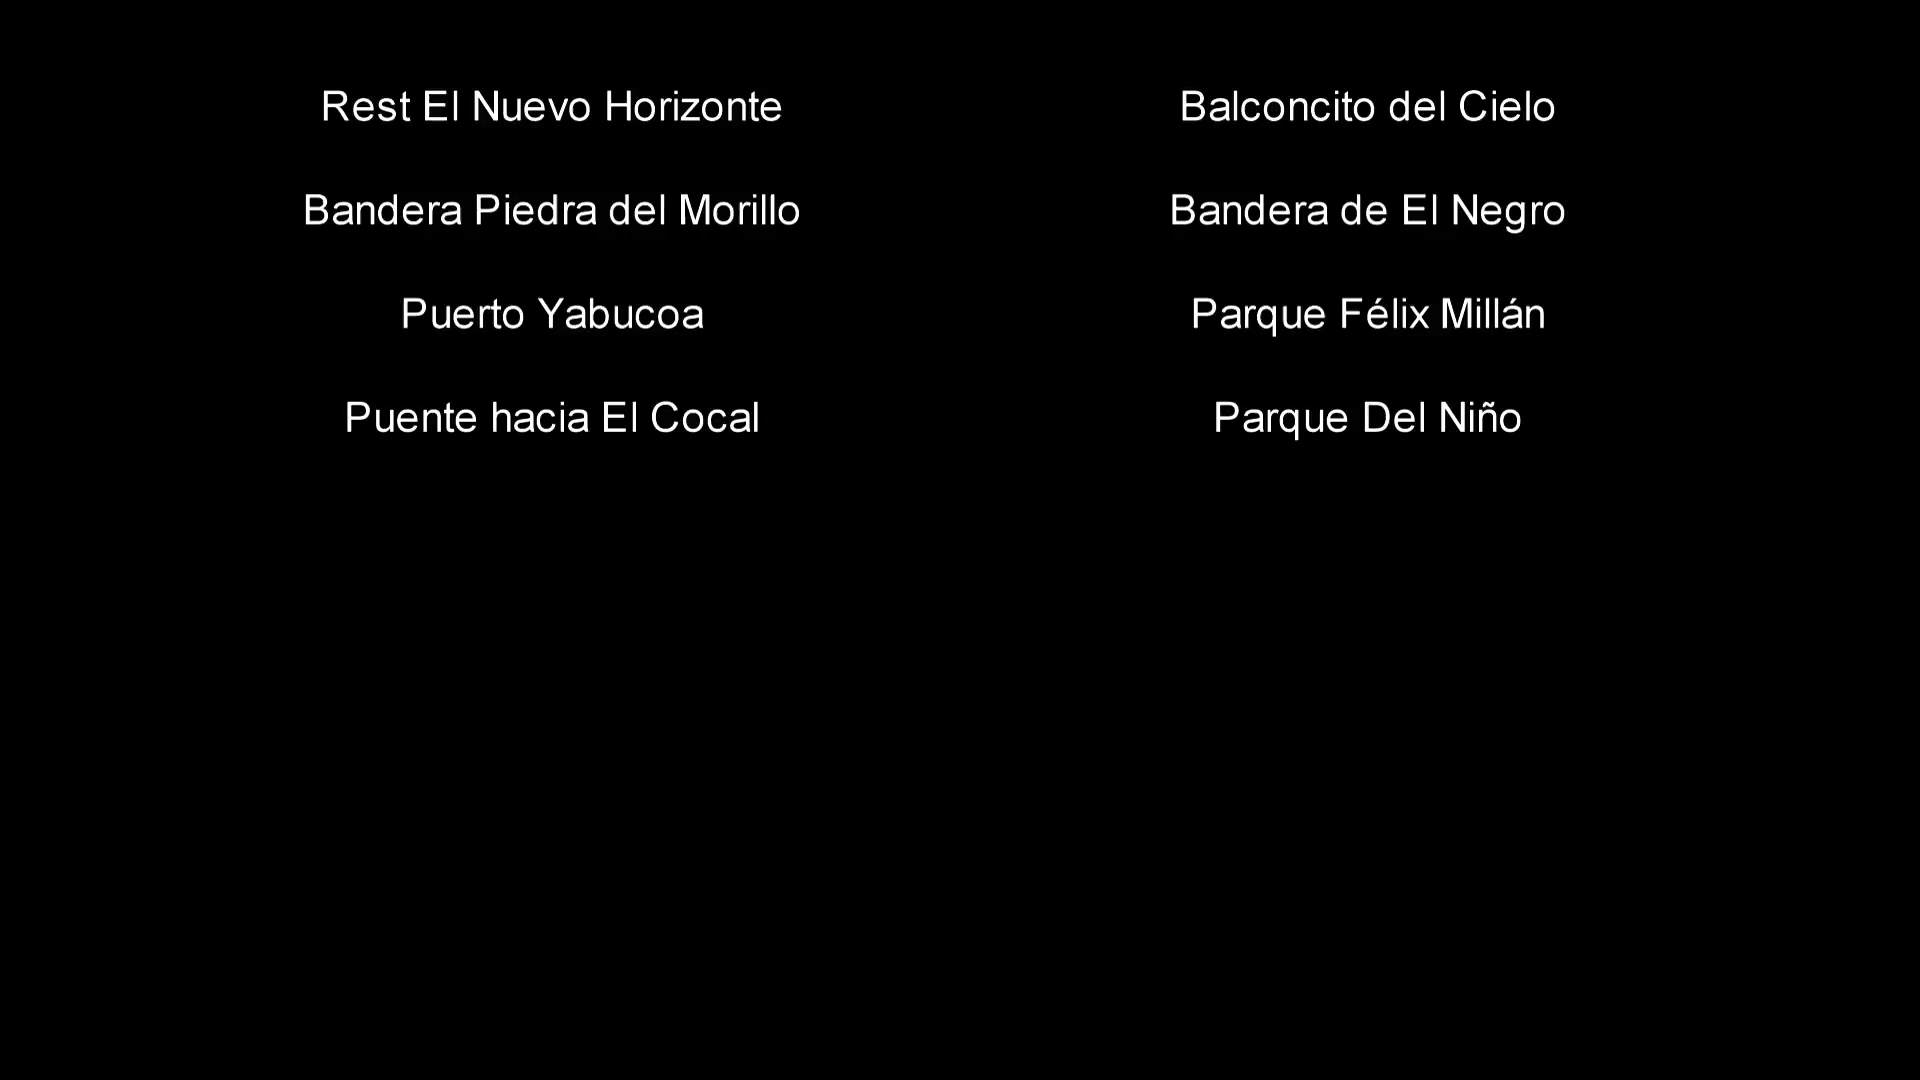 Rest El Nuevo Horizonte
Balconcito del Cielo
Bandera Piedra del Morillo
Bandera de El Negro
Puerto Yabucoa
Parque Félix Millán
Puente hacia El Cocal
Parque Del Niño